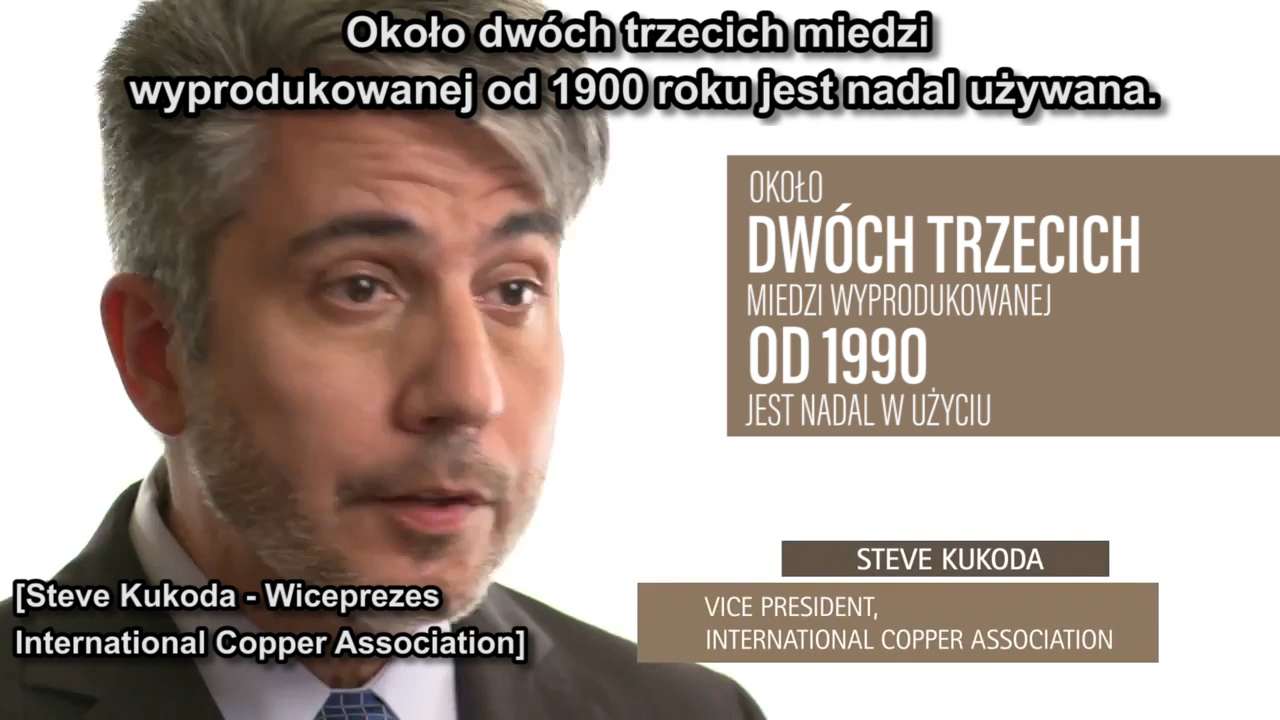 Około dwóch trzecich miedzi
wyprodukowanej od 1900 roku jest nadal używana.
OKOŁO
DWÓCH TRZECICH
MIEDZI WYPRODUKOWANEJ
OD 1990
JEST NADAL W UŻYCIU
STEVE KUKODA
VICE PRESIDENT,
INTERNATIONAL COPPER ASSOCIATION
[Steve Kukoda - Wiceprezes
International Copper Association]